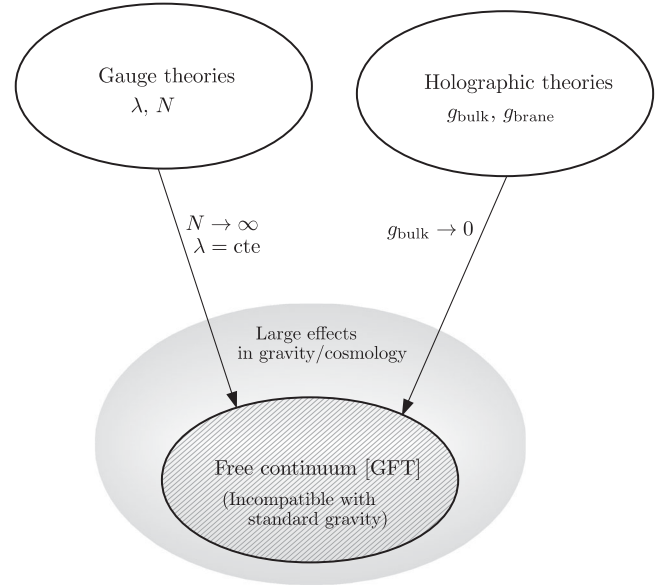 Gauge theories
λ, N
Holographic theories
g_bulk, g_brane
N → ∞
λ = cte
g_bulk → 0
Large effects
in gravity/cosmology
Free continuum [GFT]
(Incompatible with
standard gravity)